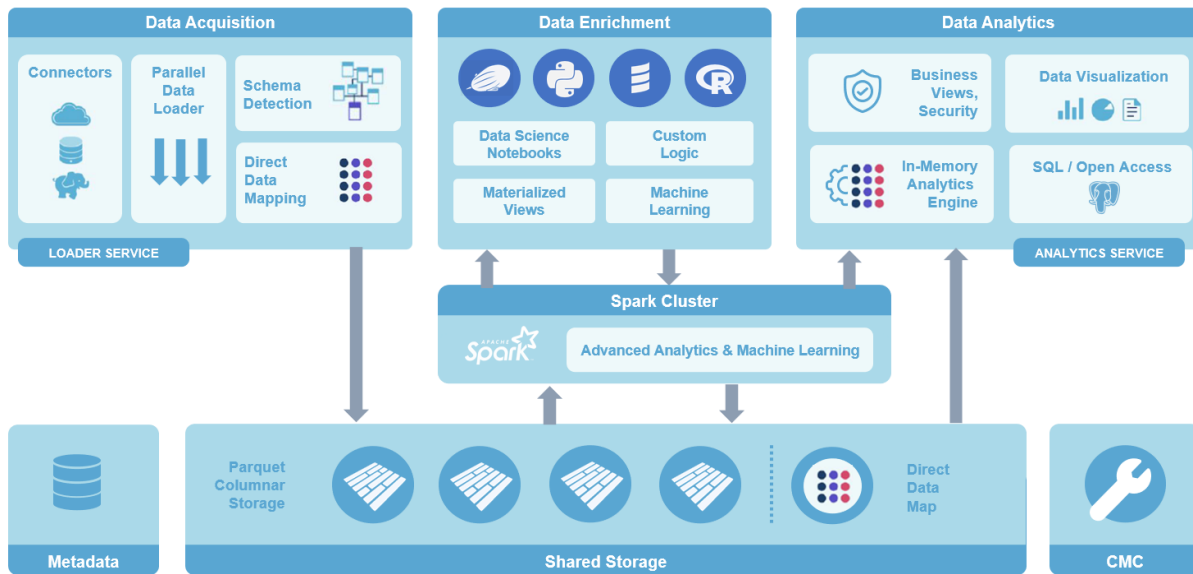 Data Acquisition
Connectors
Parallel
Data
Loader
Schema
Detection
Direct
Data
Mapping
LOADER SERVICE
Data Enrichment
R
Data Science
Notebooks
Custom
Logic
Materialized
Views
Machine
Learning
Data Analytics
Business
Views,
Security
Data Visualization
In-Memory
Analytics
Engine
SQL / Open Access
ANALYTICS SERVICE
Spark Cluster
APACHE
Spark
Advanced Analytics & Machine Learning
Metadata
Parquet
Columnar
Storage
Direct
Data
Map
Shared Storage
CMC